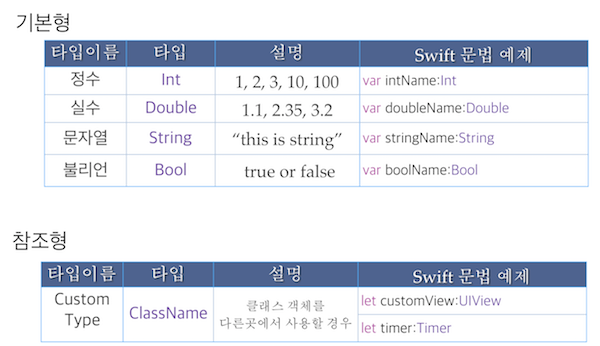 기본형
타입이름 타입 설명 Swift 문법 예제
정수 Int 1, 2, 3, 10, 100 var intName:Int
실수 Double 1.1, 2.35, 3.2 var doubleName:Double
문자열 String “this is string” var stringName:String
불리언 Bool true or false var boolName:Bool
참조형
타입이름 타입 설명 Swift 문법 예제
Custom
Type
ClassName
클래스 객체를
다른곳에서 사용할 경우
let customView:UIView
let timer:Timer